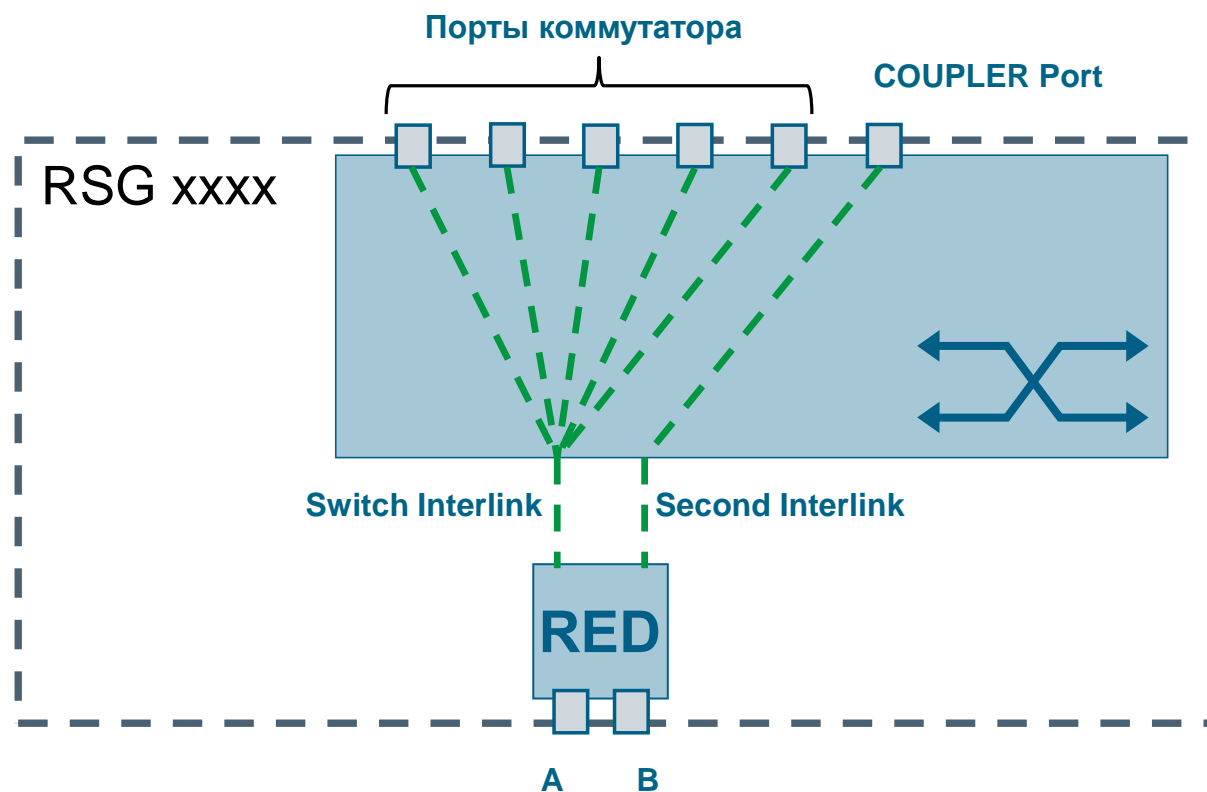 Порты коммутатора
COUPLER Port
RSG xxxx
Switch Interlink
Second Interlink
RED
A
B